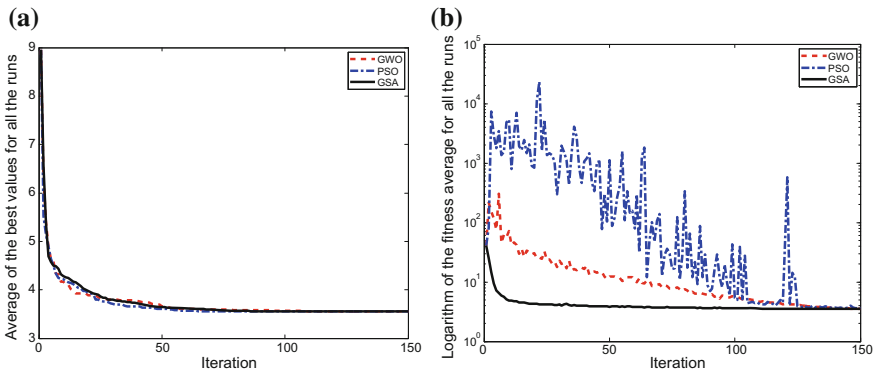 (a)
Average of the best values for all the runs
9
8
7
6
5
4
3
0
50
100
150
Iteration
GWO
PSO
GSA
(b)
Logarithm of the fitness average for all the runs
10^5
10^4
10^3
10^2
10^1
10^0
0
50
100
150
Iteration
GWO
PSO
GSA